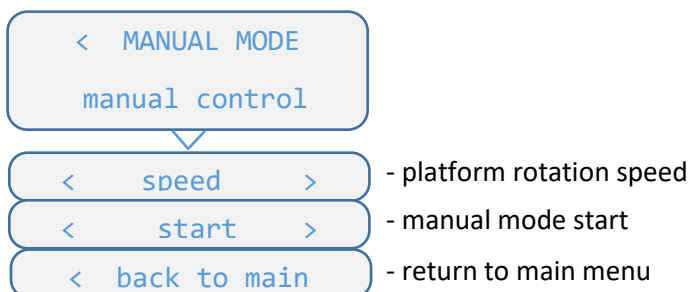 < MANUAL MODE
manual control
< speed > - platform rotation speed
< start > - manual mode start
< back to main - return to main menu